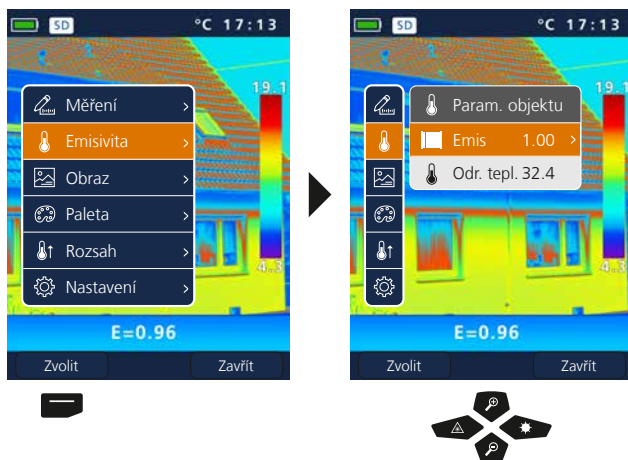 SD °C 17:13
19.1
Měření
Emisivita
Obraz
Paleta
Rozsah
Nastavení
4.3
E=0.96
Zvolit Zavřít
SD °C 17:13
19.1
Param. objektu
Emis 1.00
Odr. tepl. 32.4
4.3
E=0.96
Zvolit Zavřít